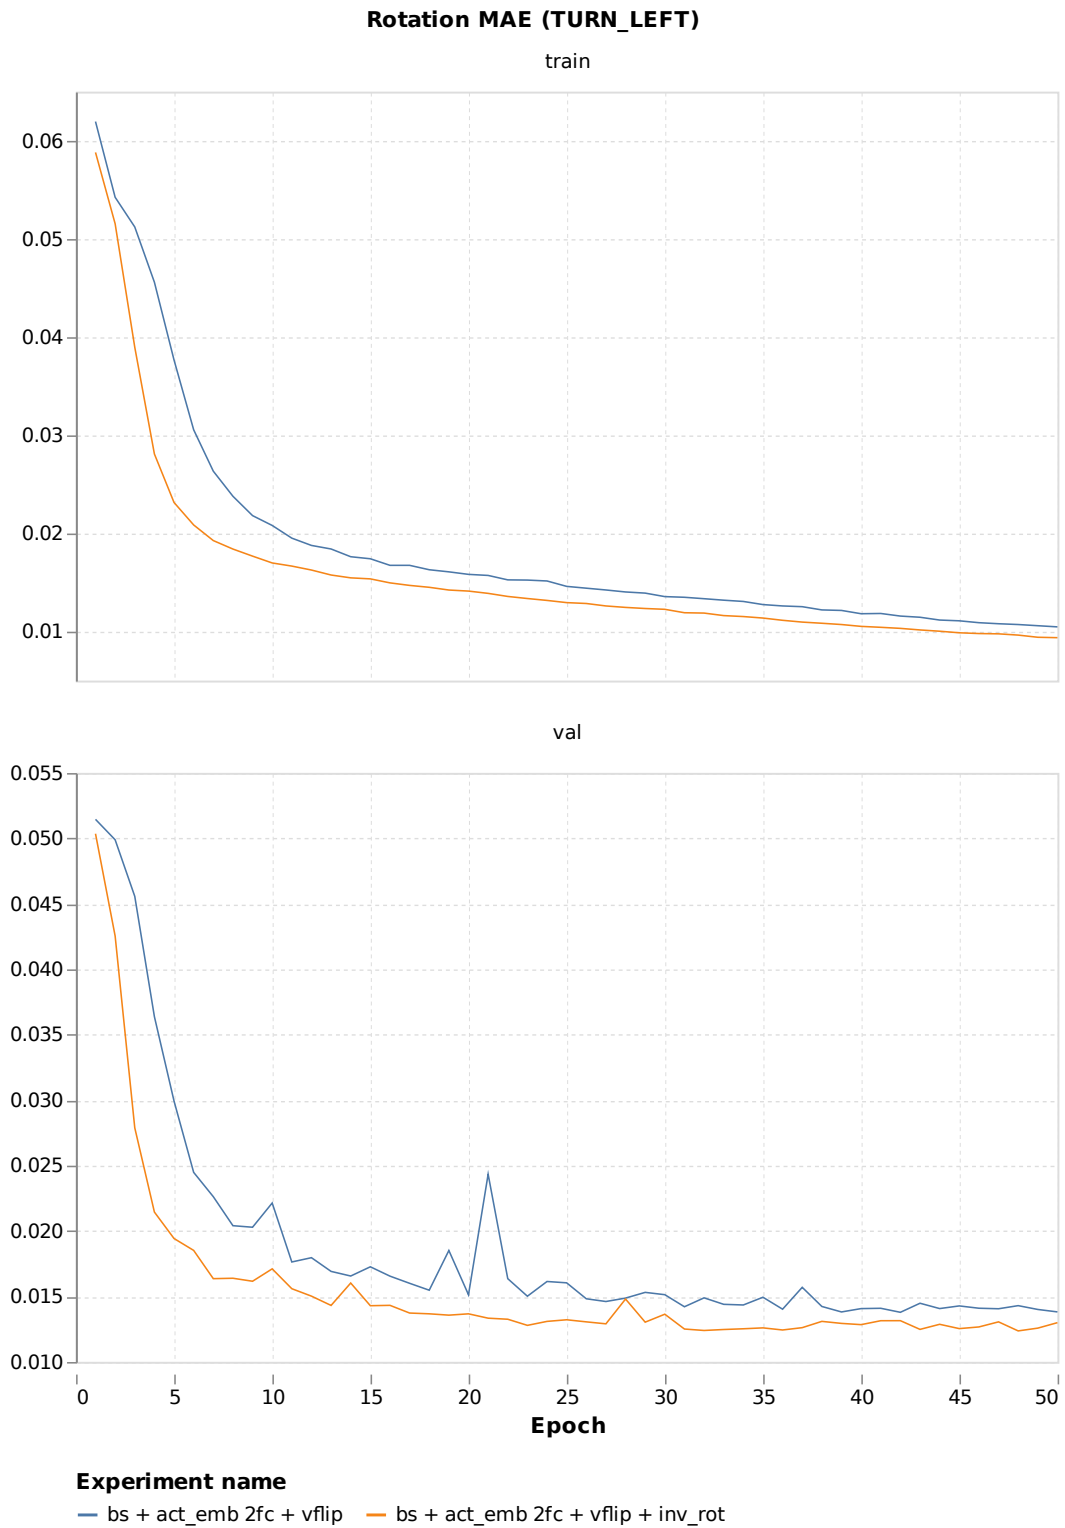 Rotation MAE (TURN_LEFT)
train
0.06
0.05
0.04
0.03
0.02
0.01
val
0.055
0.050
0.045
0.040
0.035
0.030
0.025
0.020
0.015
0.010
0 5 10 15 20 25 30 35 40 45 50
Epoch
Experiment name
bs + act_emb 2fc + vflip bs + act_emb 2fc + vflip + inv_rot